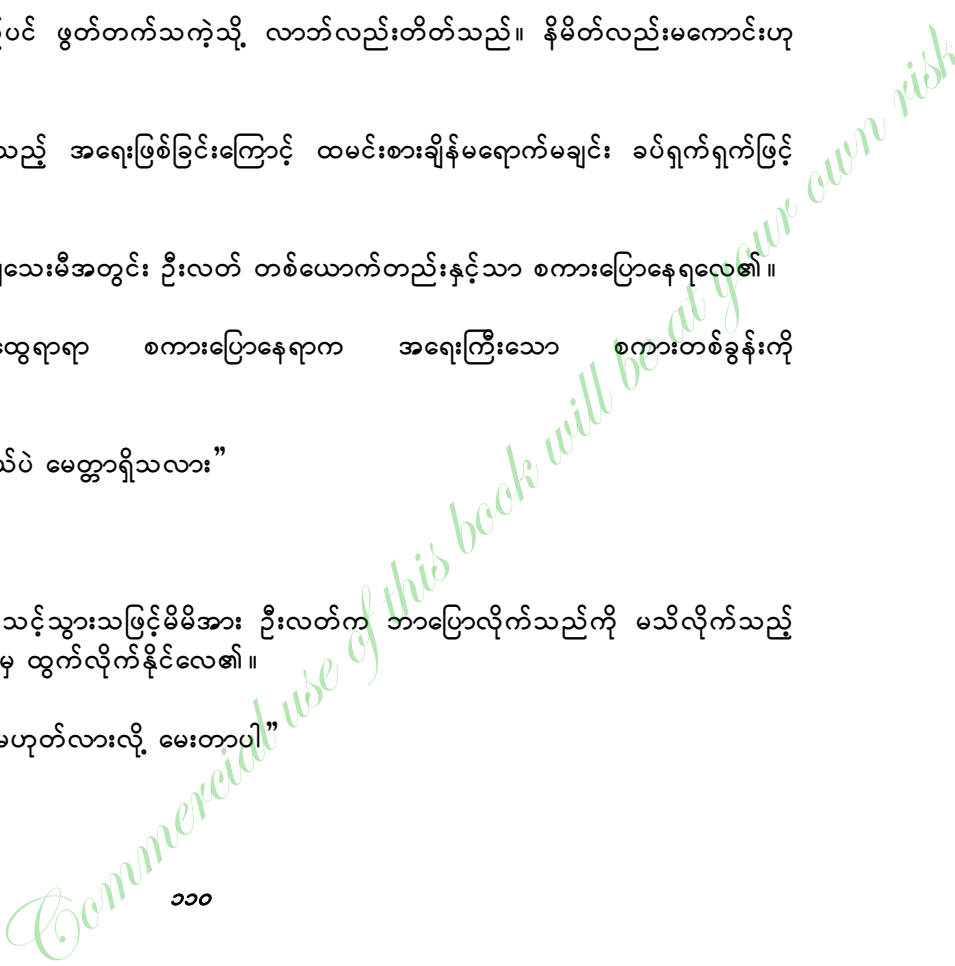 ပင် ဖွတ်တက်သကဲ့သို့ လာဘ်လည်းတိတ်သည်။ နိမိတ်လည်းမကောင်းဟု
သည့် အရေးဖြစ်ခြင်းကြောင့် ထမင်းစားချိန်မရောက်မချင်း ခပ်ရှက်ရှက်ဖြင့်
သေးမီအတွင်း ဦးလတ် တစ်ယောက်တည်းနှင့်သာ စကားပြောနေရလေ၏။
ထွေရာရာ စကားပြောနေရာက အရေးကြီးသော စကားတစ်ခွန်းကို
ယ်ပဲ မေတ္တာရှိသလား”
သင့်သွားသဖြင့်မိမိအား ဦးလတ်က ဘာပြောလိုက်သည်ကို မသိလိုက်သည့်
မှ ထွက်လိုက်နိုင်လေ၏။
မဟုတ်လားလို့ မေးတာပါ”
၁၁၀
Commercial use of this book will be at your own risk